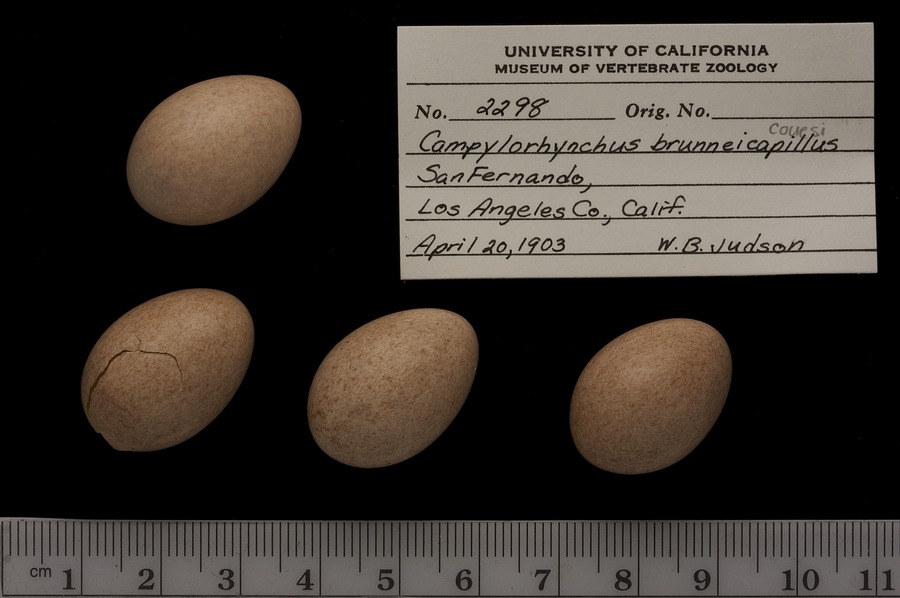 UNIVERSITY OF CALIFORNIA
MUSEUM OF VERTEBRATE ZOOLOGY
No. 2298 Orig. No.
couesi
Campylorhynchus brunneicapillus
San Fernando,
Los Angeles Co., Calif.
April 20, 1903 W. B. Judson
cm 1 2 3 4 5 6 7 8 9 10 11